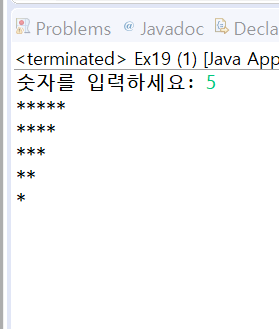 Problems @ Javadoc Decla
<terminated> Ex19 (1) [Java App
숫자를 입력하세요: 5
*****
****
***
**
*